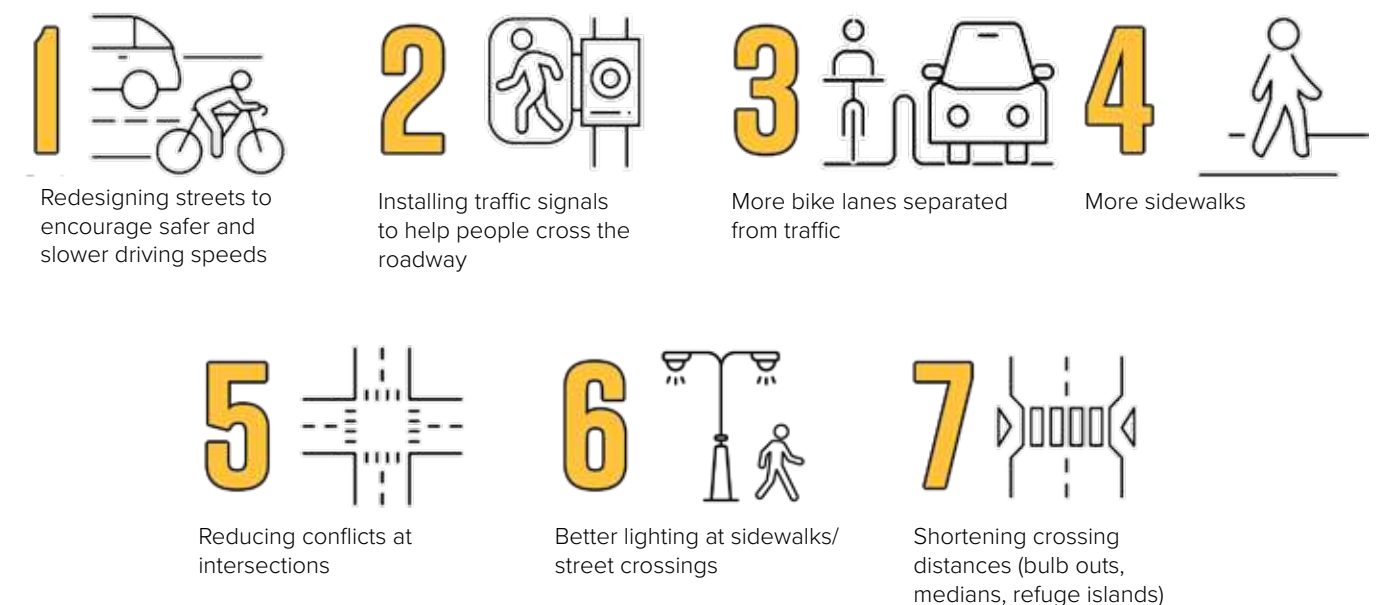 1
Redesigning streets to
encourage safer and
slower driving speeds
2
Installing traffic signals
to help people cross the
roadway
3
More bike lanes separated
from traffic
4
More sidewalks
5
Reducing conflicts at
intersections
6
Better lighting at sidewalks/
street crossings
7
Shortening crossing
distances (bulb outs,
medians, refuge islands)